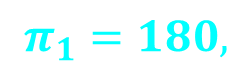 π₁ = 180,